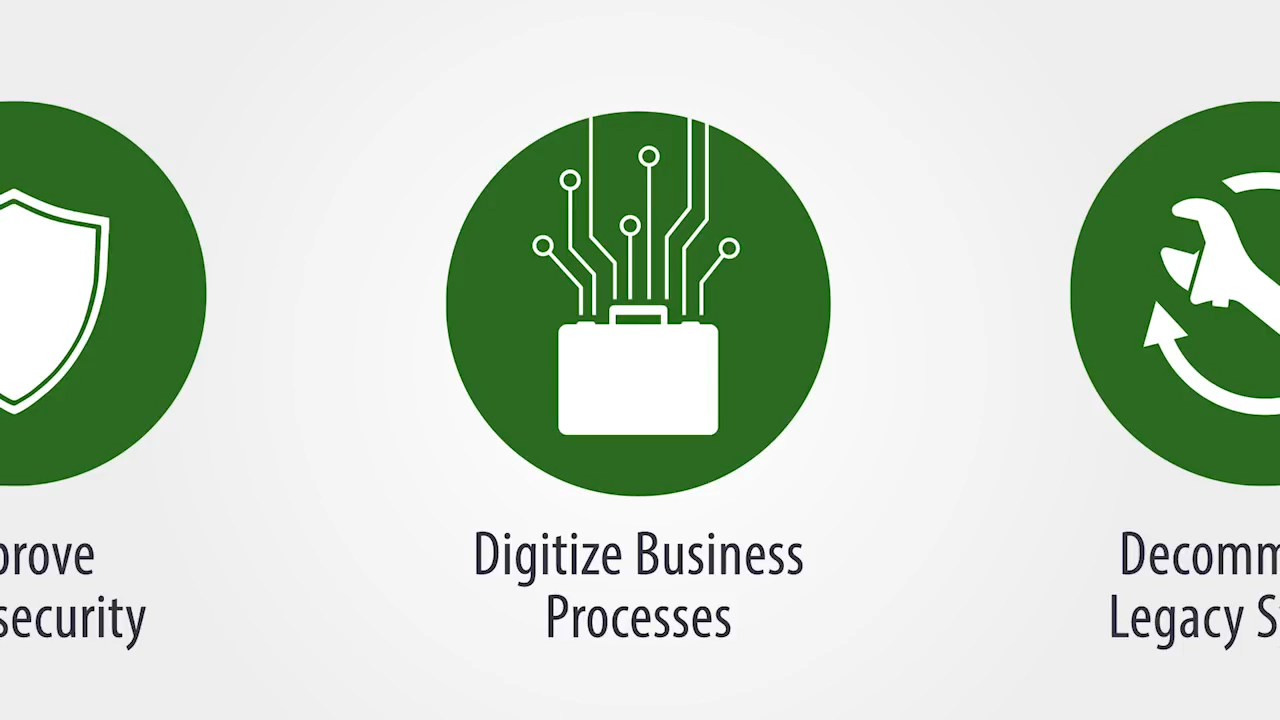 prove
security
Digitize Business
Processes
Decomm
Legacy S